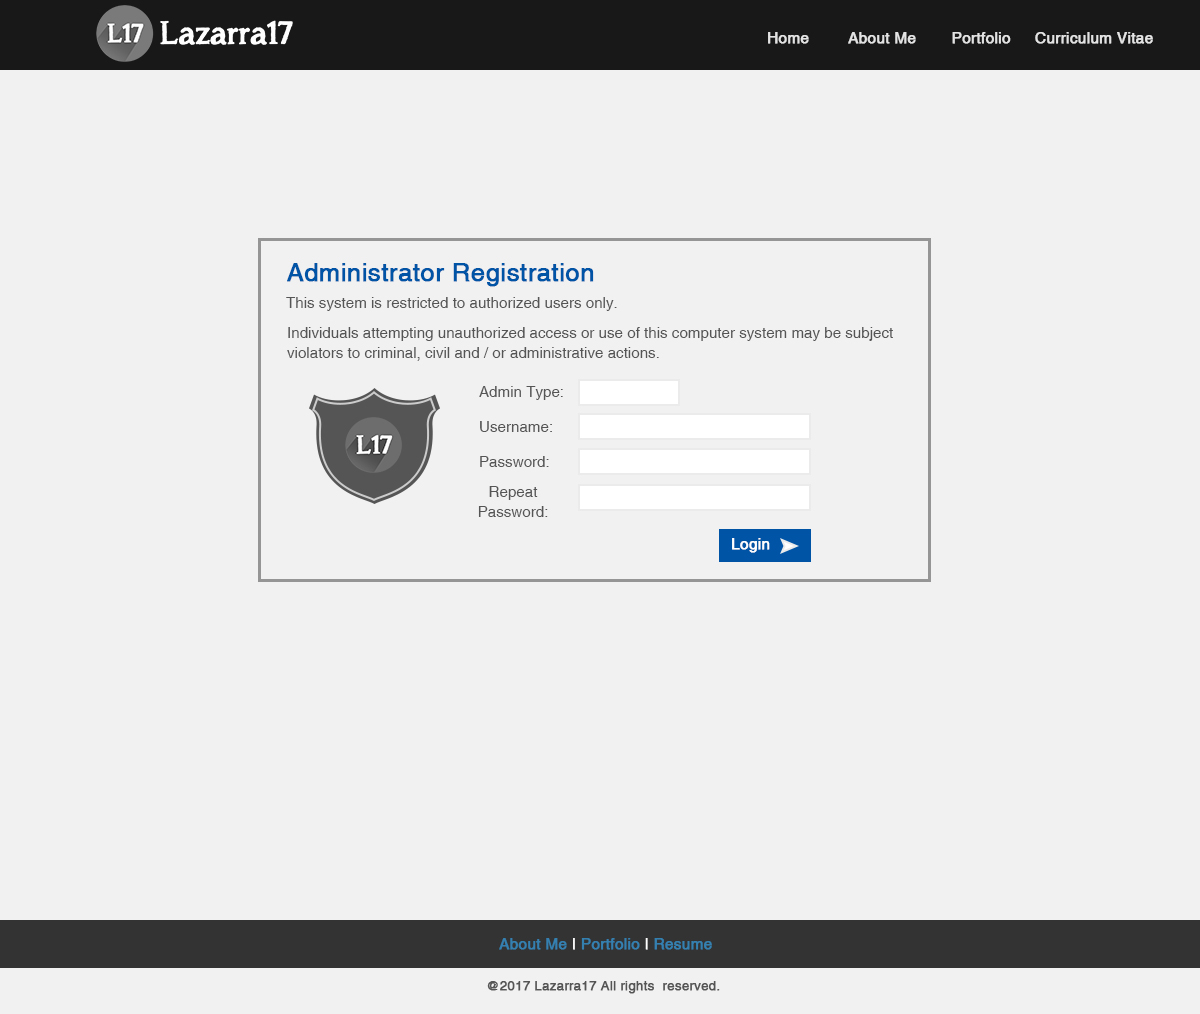 L17 Lazarra17
Home About Me Portfolio Curriculum Vitae
Administrator Registration
This system is restricted to authorized users only.
Individuals attempting unauthorized access or use of this computer system may be subject
violators to criminal, civil and / or administrative actions.
L17
Admin Type:
Username:
Password:
Repeat
Password:
Login
About Me | Portfolio | Resume
@2017 Lazarra17 All rights reserved.